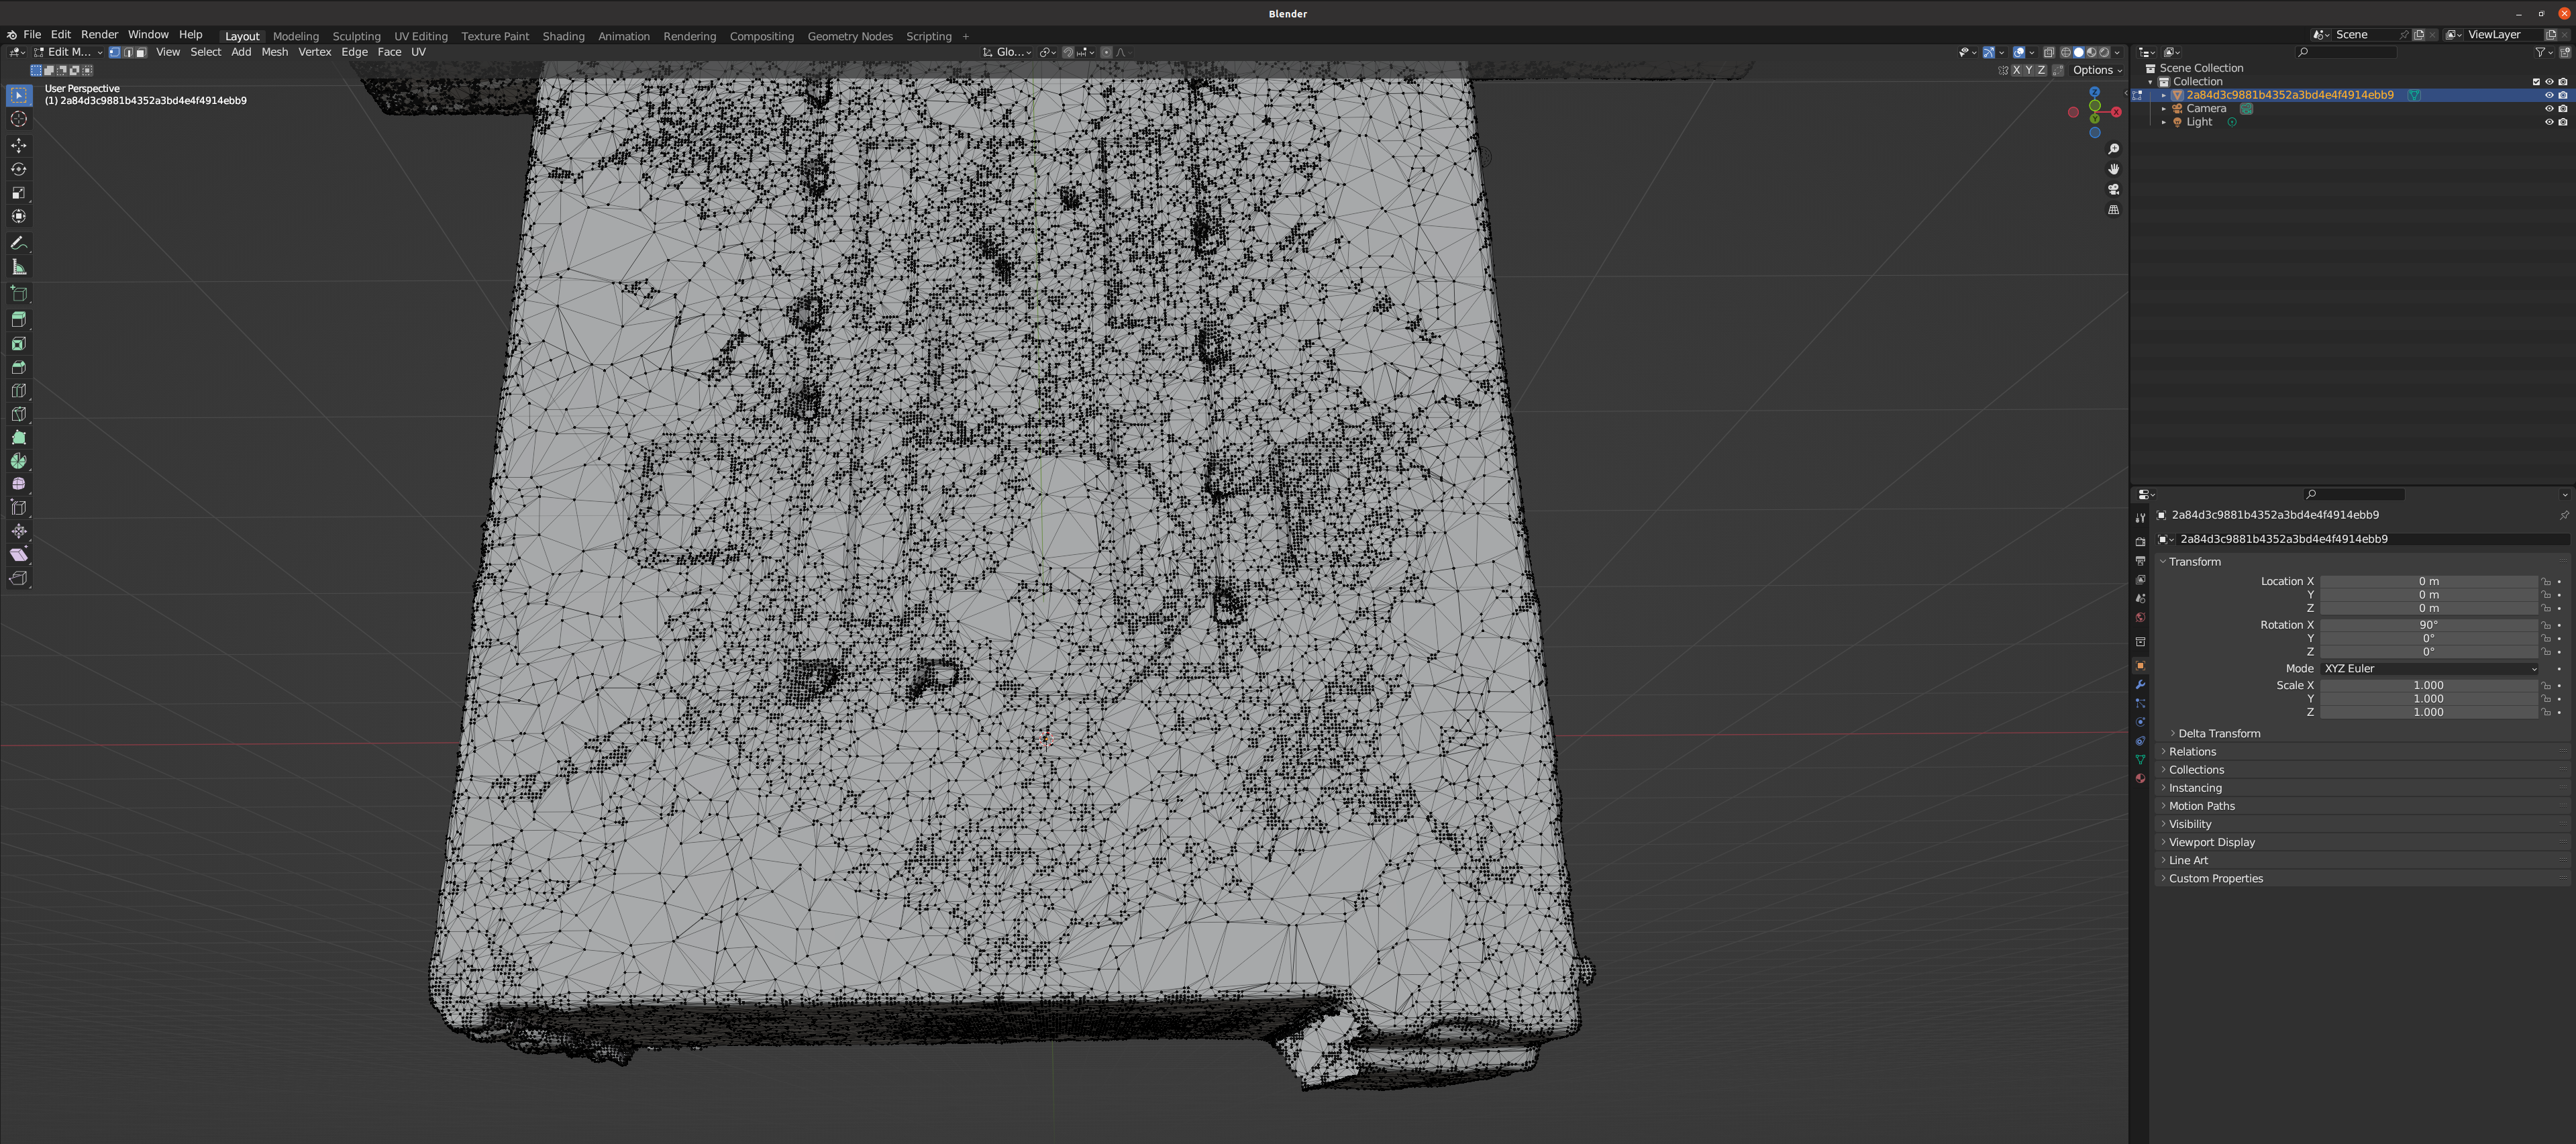 Blender
File Edit Render Window Help Layout Modeling Sculpting UV Editing Texture Paint Shading Animation Rendering Compositing Geometry Nodes Scripting + Scene ViewLayer
Edit M... View Select Add Mesh Vertex Edge Face UV Glo...
X Y Z Options
User Perspective
(1) 2a84d3c9881b4352a3bd4e4f4914ebb9
Z
X
Y
Scene Collection
Collection
2a84d3c9881b4352a3bd4e4f4914ebb9
Camera
Light
2a84d3c9881b4352a3bd4e4f4914ebb9
2a84d3c9881b4352a3bd4e4f4914ebb9
Transform
Location X 0 m
Y 0 m
Z 0 m
Rotation X 90°
Y 0°
Z 0°
Mode XYZ Euler
Scale X 1.000
Y 1.000
Z 1.000
Delta Transform
Relations
Collections
Instancing
Motion Paths
Visibility
Viewport Display
Line Art
Custom Properties